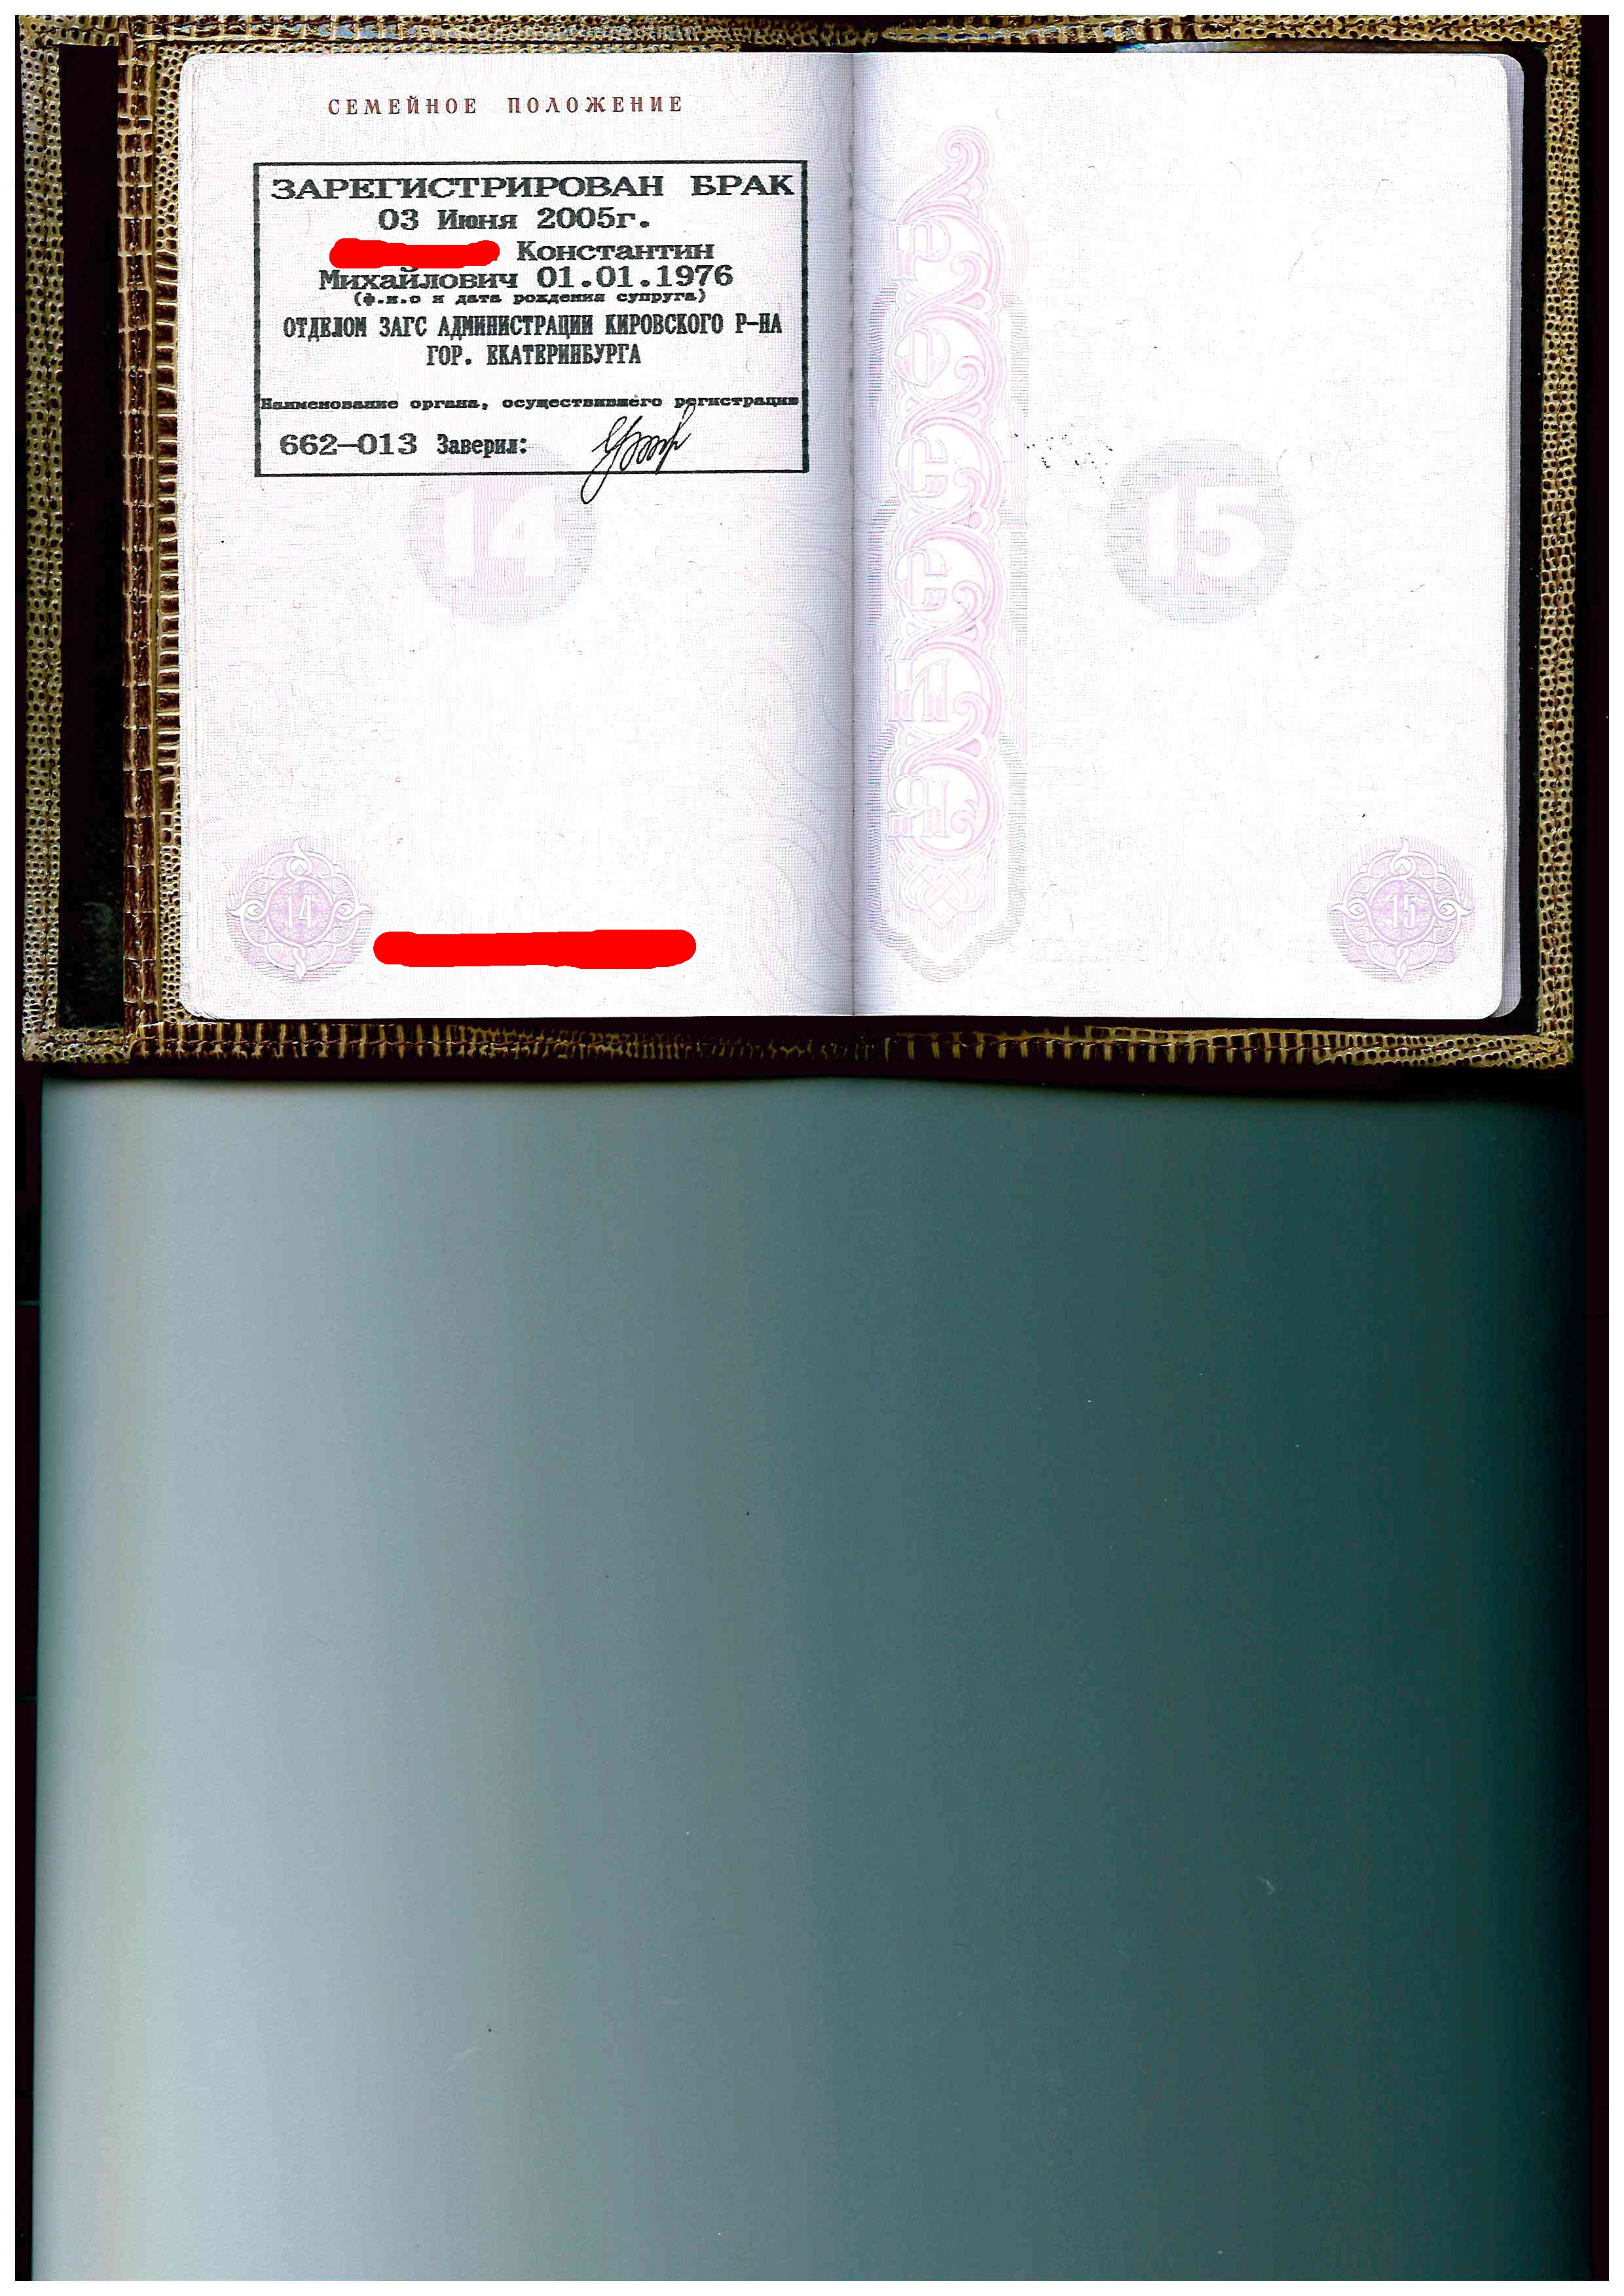 СЕМЕЙНОЕ ПОЛОЖЕНИЕ
ЗАРЕГИСТРИРОВАН БРАК
03 Июня 2005г.
Константин
Михайлович 01.01.1976
(ф.и.о и дата рождения супруга)
ОТДЕЛОМ ЗАГС АДМИНИСТРАЦИИ КИРОВСКОГО Р-НА
ГОР. ЕКАТЕРИНБУРГА
Наименование органа, осуществившего регистрацию
662-013 Заверил:
14
14
РОССИЯ
15
15